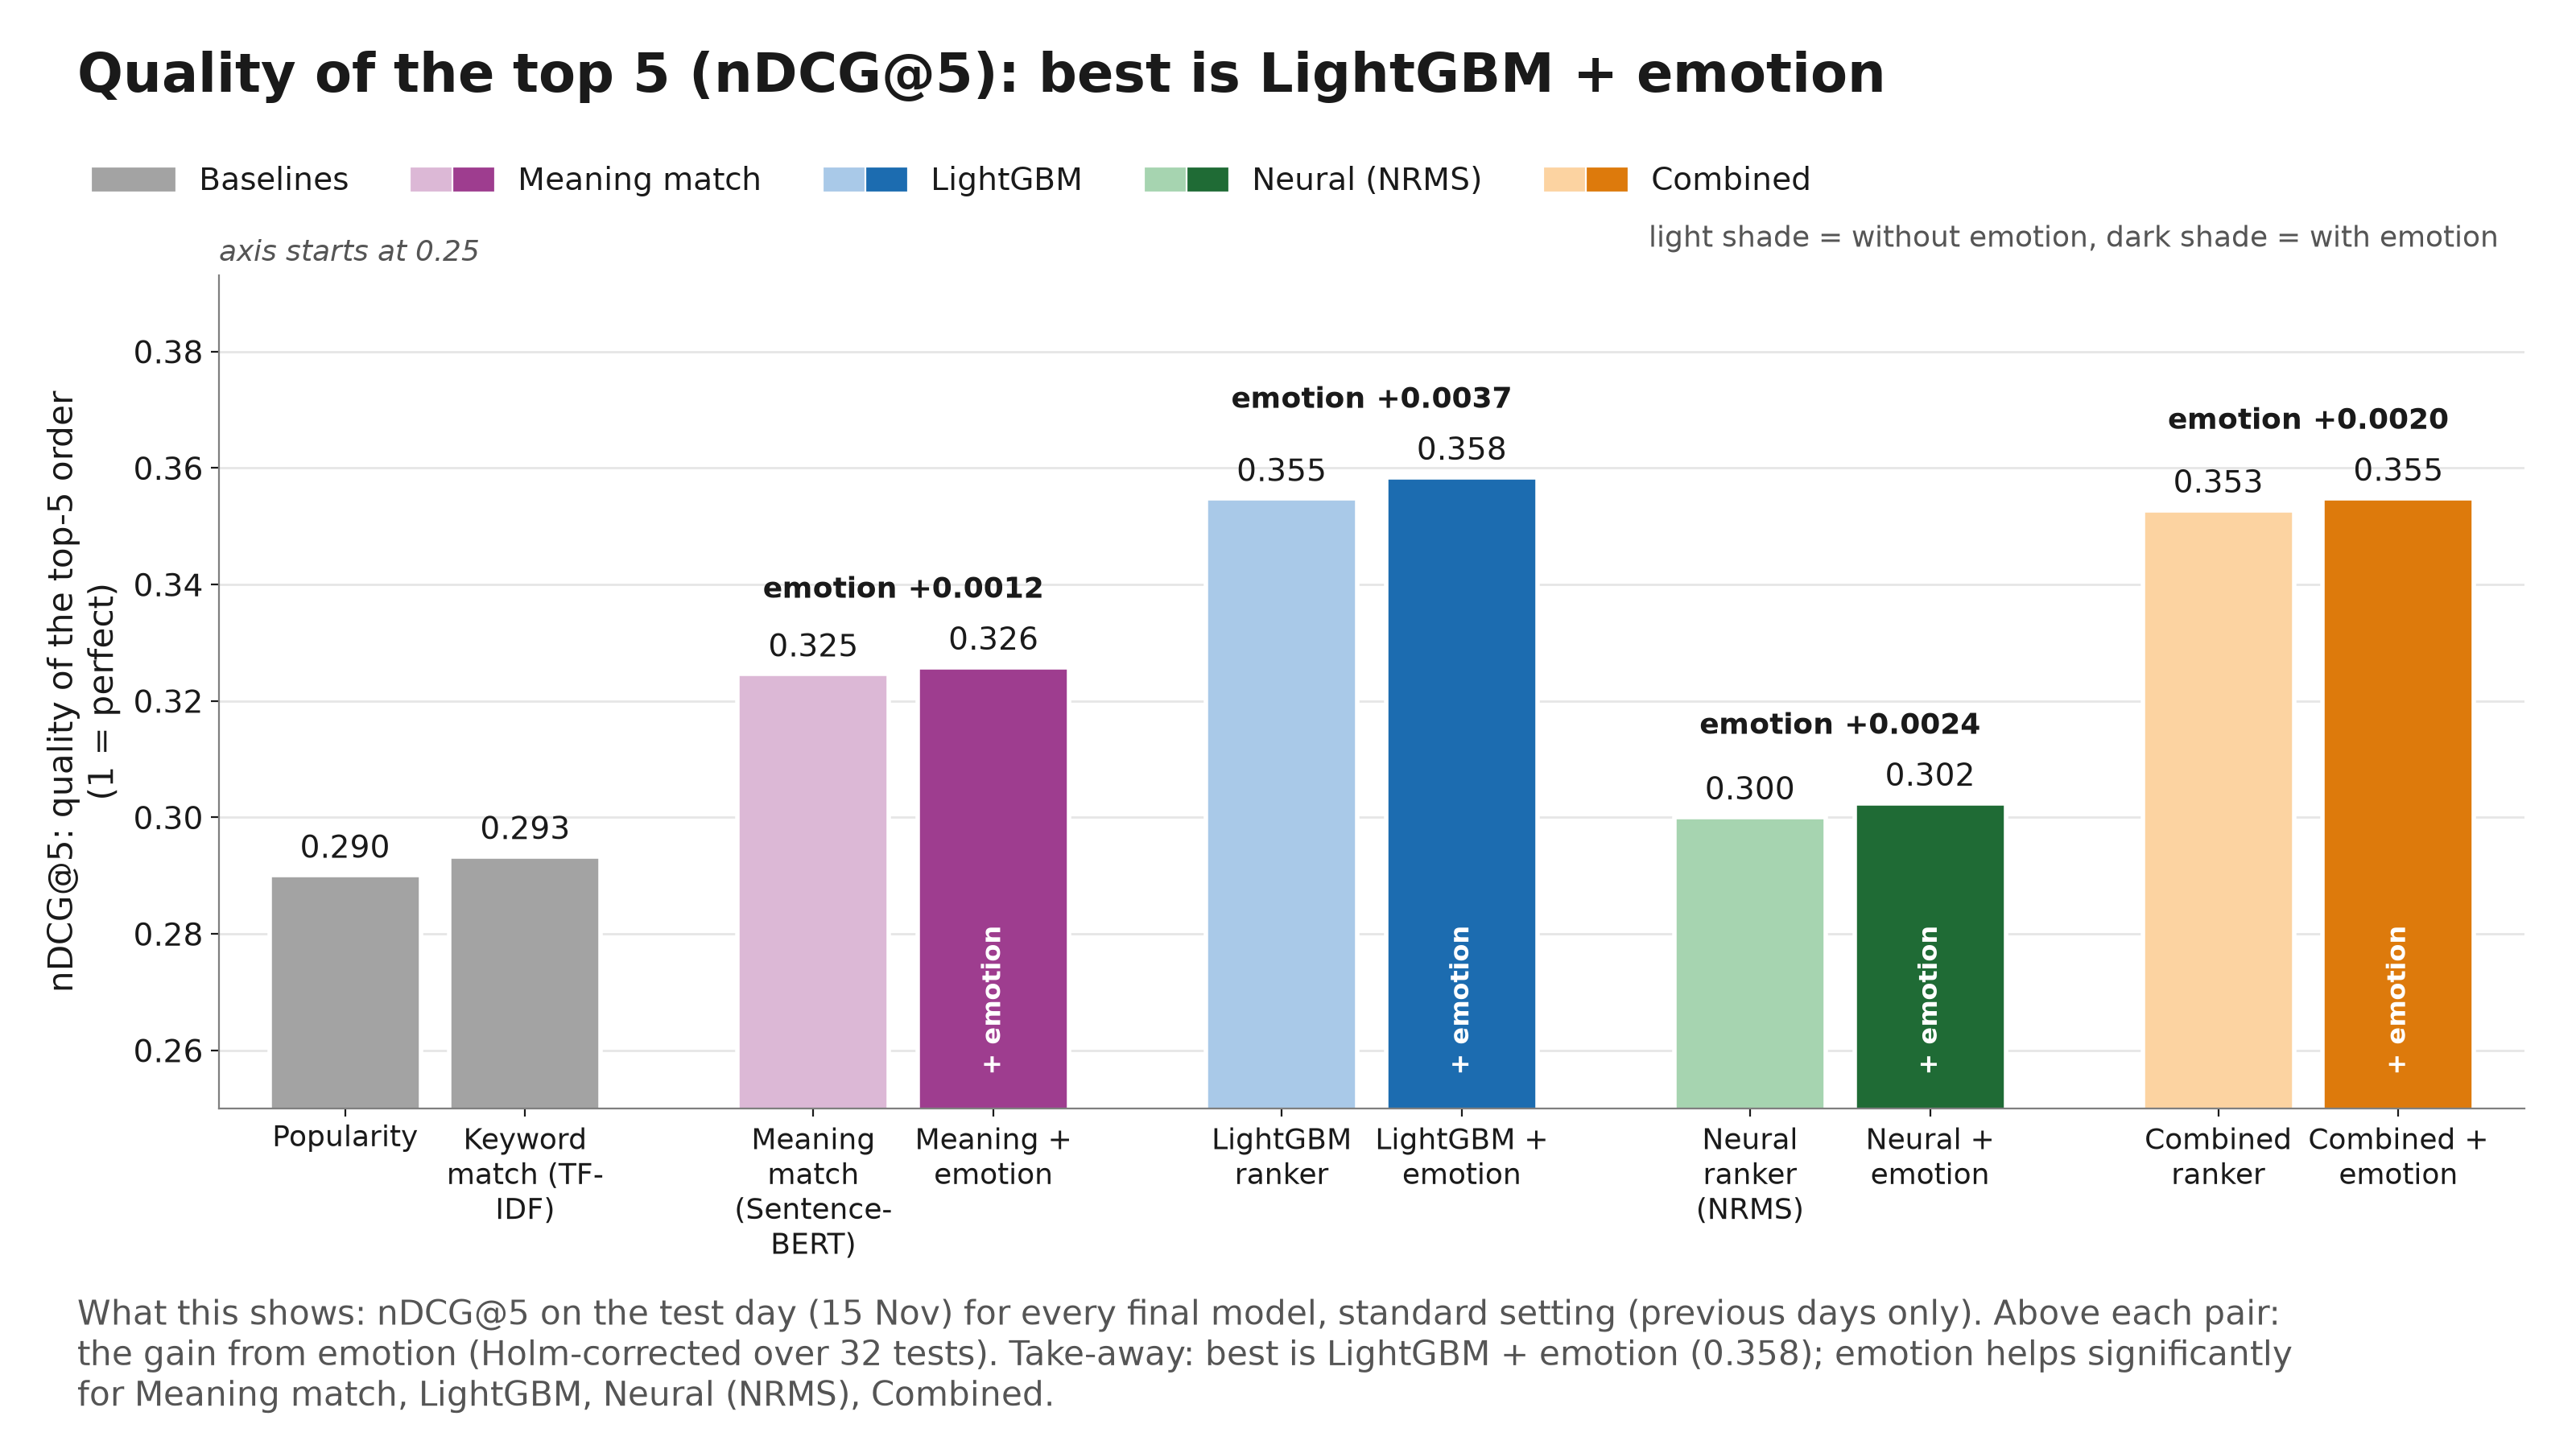 Quality of the top 5 (nDCG@5): best is LightGBM + emotion
Baselines
Meaning match
LightGBM
Neural (NRMS)
Combined
light shade = without emotion, dark shade = with emotion
axis starts at 0.25
nDCG@5: quality of the top-5 order
(1 = perfect)
0.38
0.36
0.34
0.32
0.30
0.28
0.26
0.290
0.293
emotion +0.0012
0.325
0.326
+ emotion
emotion +0.0037
0.355
0.358
+ emotion
emotion +0.0024
0.300
0.302
+ emotion
emotion +0.0020
0.353
0.355
+ emotion
Popularity
Keyword
match (TF-
IDF)
Meaning
match
(Sentence-
BERT)
Meaning +
emotion
LightGBM
ranker
LightGBM +
emotion
Neural
ranker
(NRMS)
Neural +
emotion
Combined
ranker
Combined +
emotion
What this shows: nDCG@5 on the test day (15 Nov) for every final model, standard setting (previous days only). Above each pair:
the gain from emotion (Holm-corrected over 32 tests). Take-away: best is LightGBM + emotion (0.358); emotion helps significantly
for Meaning match, LightGBM, Neural (NRMS), Combined.